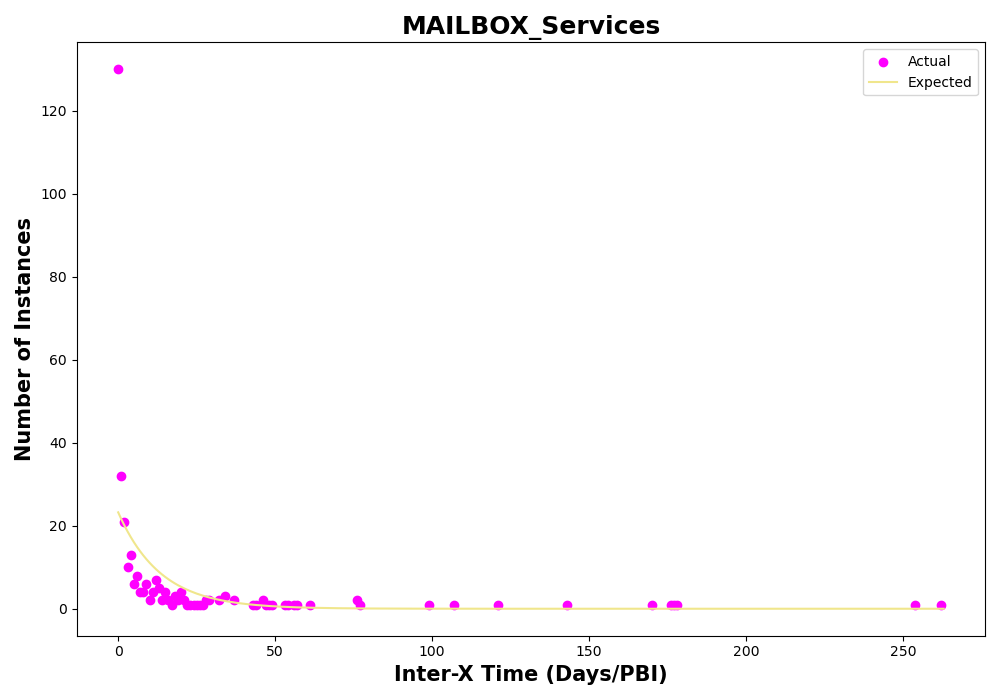 MAILBOX_Services
Actual
Expected
Number of Instances
120
100
80
60
40
20
0
0 50 100 150 200 250
Inter-X Time (Days/PBI)